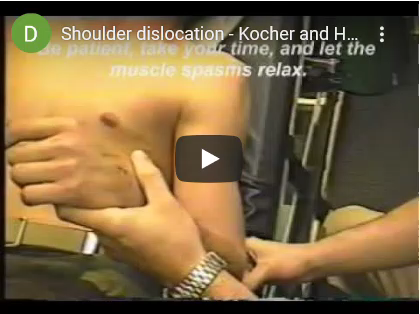 D
Shoulder dislocation - Kocher and H...
Be patient, take your time, and let the
muscle spasms relax.